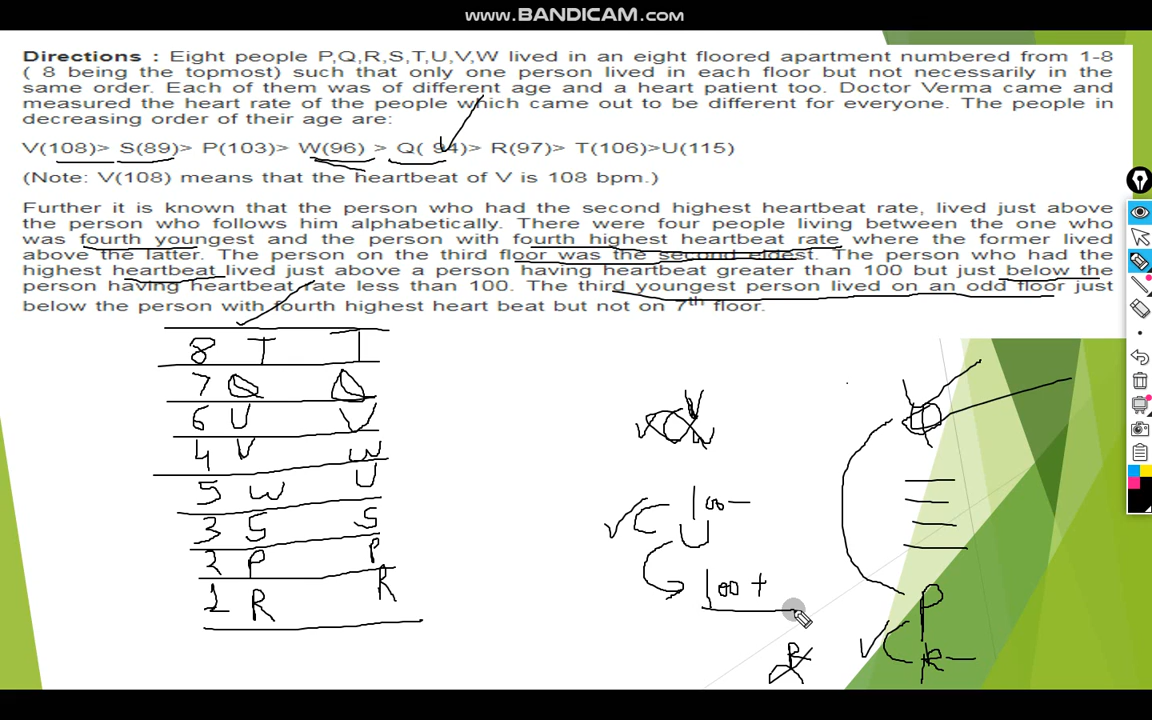 www.BANDICAM.com
Directions : Eight people P,Q,R,S,T,U,V,W lived in an eight floored apartment numbered from 1-8
( 8 being the topmost) such that only one person lived in each floor but not necessarily in the
same order. Each of them was of different age and a heart patient too. Doctor Verma came and
measured the heart rate of the people which came out to be different for everyone. The people in
decreasing order of their age are:
V(108)> S(89)> P(103)> W(96) > Q( 94)> R(97)> T(106)>U(115)
(Note: V(108) means that the heartbeat of V is 108 bpm.)
Further it is known that the person who had the second highest heartbeat rate, lived just above
the person who follows him alphabetically. There were four people living between the one who
was fourth youngest and the person with fourth highest heartbeat rate where the former lived
above the latter. The person on the third floor was the second eldest. The person who had the
highest heartbeat lived just above a person having heartbeat greater than 100 but just below the
person having heartbeat rate less than 100. The third youngest person lived on an odd floor just
below the person with fourth highest heart beat but not on 7th floor.
8 T T
7 Q Q
6 U V
4 V W
5 W U
3 S S
2 P P
1 R R
100-
U
100+
P
R